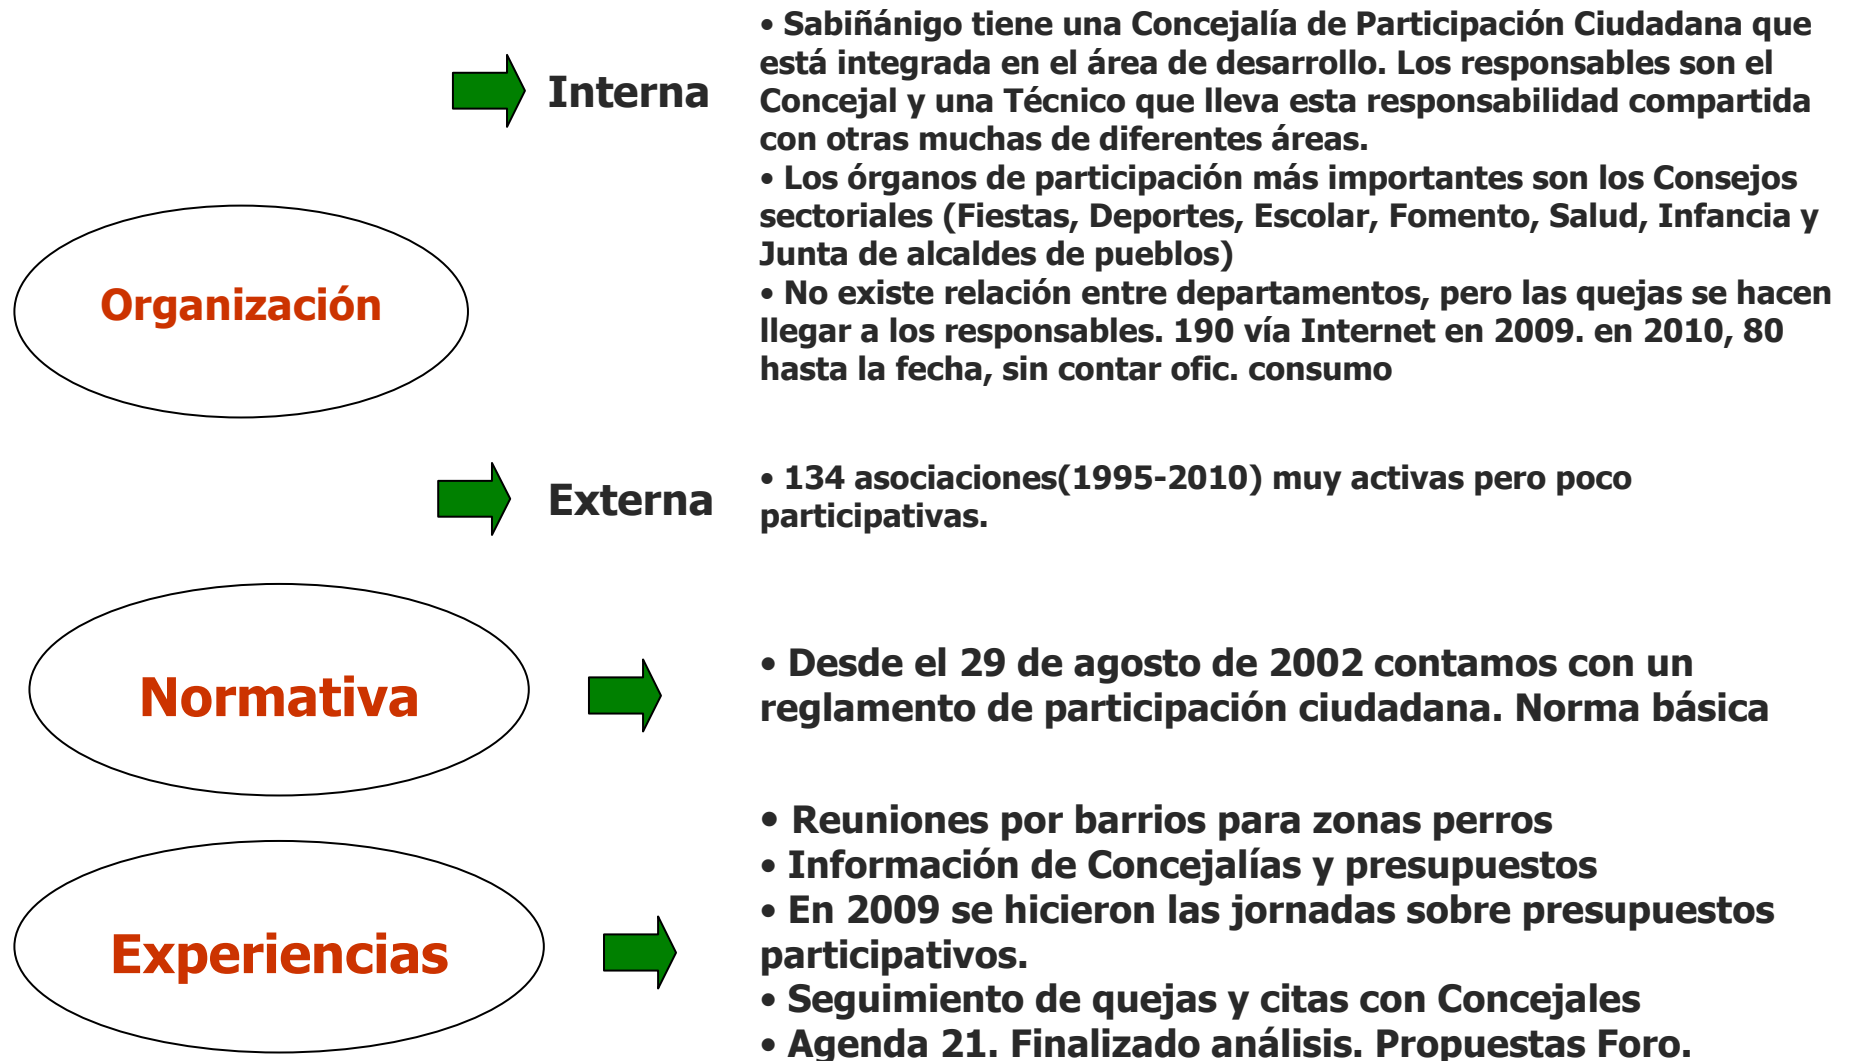 Organización
Interna
• Sabiñánigo tiene una Concejalía de Participación Ciudadana que
está integrada en el área de desarrollo. Los responsables son el
Concejal y una Técnico que lleva esta responsabilidad compartida
con otras muchas de diferentes áreas.
• Los órganos de participación más importantes son los Consejos
sectoriales (Fiestas, Deportes, Escolar, Fomento, Salud, Infancia y
Junta de alcaldes de pueblos)
• No existe relación entre departamentos, pero las quejas se hacen
llegar a los responsables. 190 vía Internet en 2009. en 2010, 80
hasta la fecha, sin contar ofic. consumo
Externa
• 134 asociaciones(1995-2010) muy activas pero poco
participativas.
Normativa
• Desde el 29 de agosto de 2002 contamos con un
reglamento de participación ciudadana. Norma básica
Experiencias
• Reuniones por barrios para zonas perros
• Información de Concejalías y presupuestos
• En 2009 se hicieron las jornadas sobre presupuestos
participativos.
• Seguimiento de quejas y citas con Concejales
• Agenda 21. Finalizado análisis. Propuestas Foro.